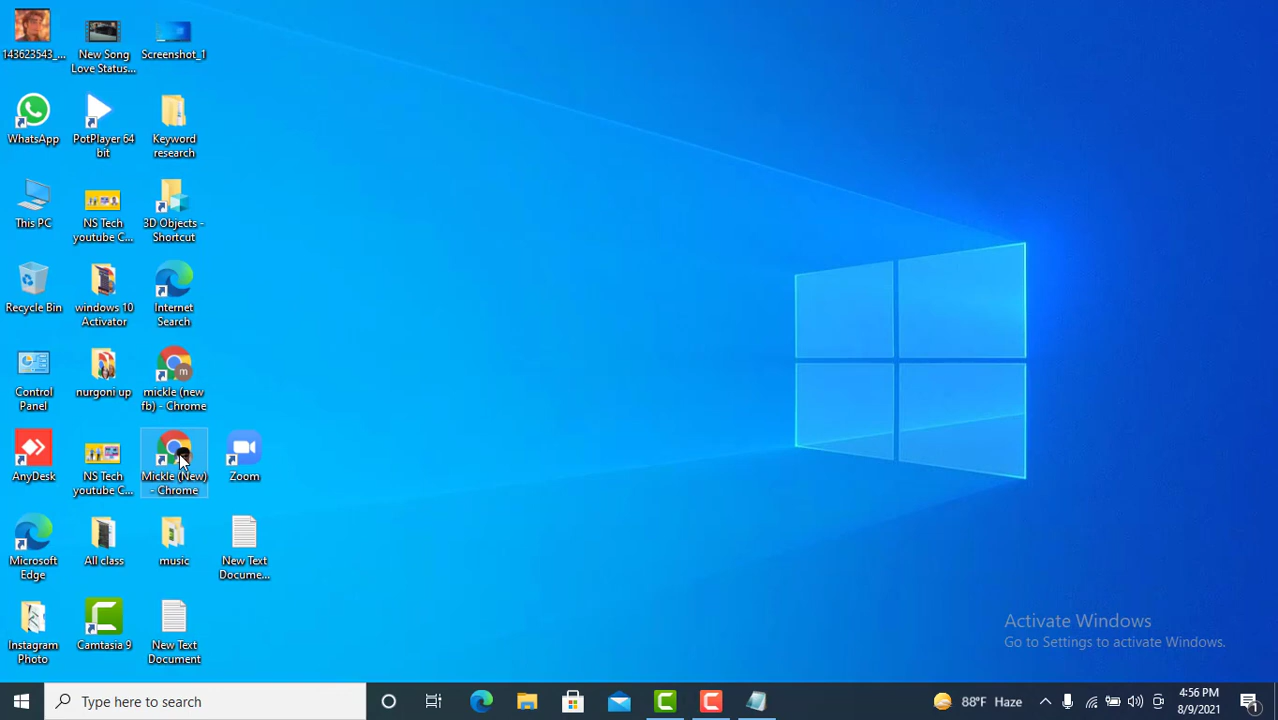 143623543_...
New Song
Love Status...
Screenshot_1
WhatsApp
PotPlayer 64
bit
Keyword
research
This PC
NS Tech
youtube C...
3D Objects -
Shortcut
Recycle Bin
windows 10
Activator
Internet
Search
Control
Panel
nurgoni up
m
mickle (new
fb) - Chrome
AnyDesk
NS Tech
youtube C...
Mickle (New)
- Chrome
Zoom
Microsoft
Edge
All class
music
New Text
Docume...
Instagram
Photo
Camtasia 9
New Text
Document
Activate Windows
Go to Settings to activate Windows.
Type here to search
88°F Haze
4:56 PM
8/9/2021
1